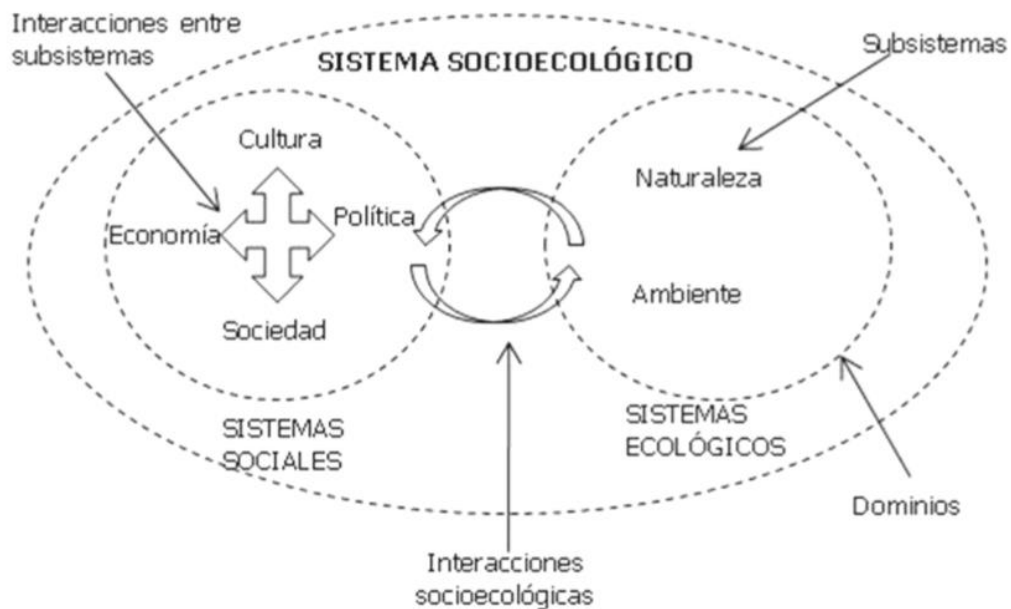 Interacciones entre
subsistemas
Subsistemas
SISTEMA SOCIOECOLÓGICO
Cultura
Naturaleza
Política
Economía
Ambiente
Sociedad
SISTEMAS
SOCIALES
SISTEMAS
ECOLÓGICOS
Dominios
Interacciones
socioecológicas